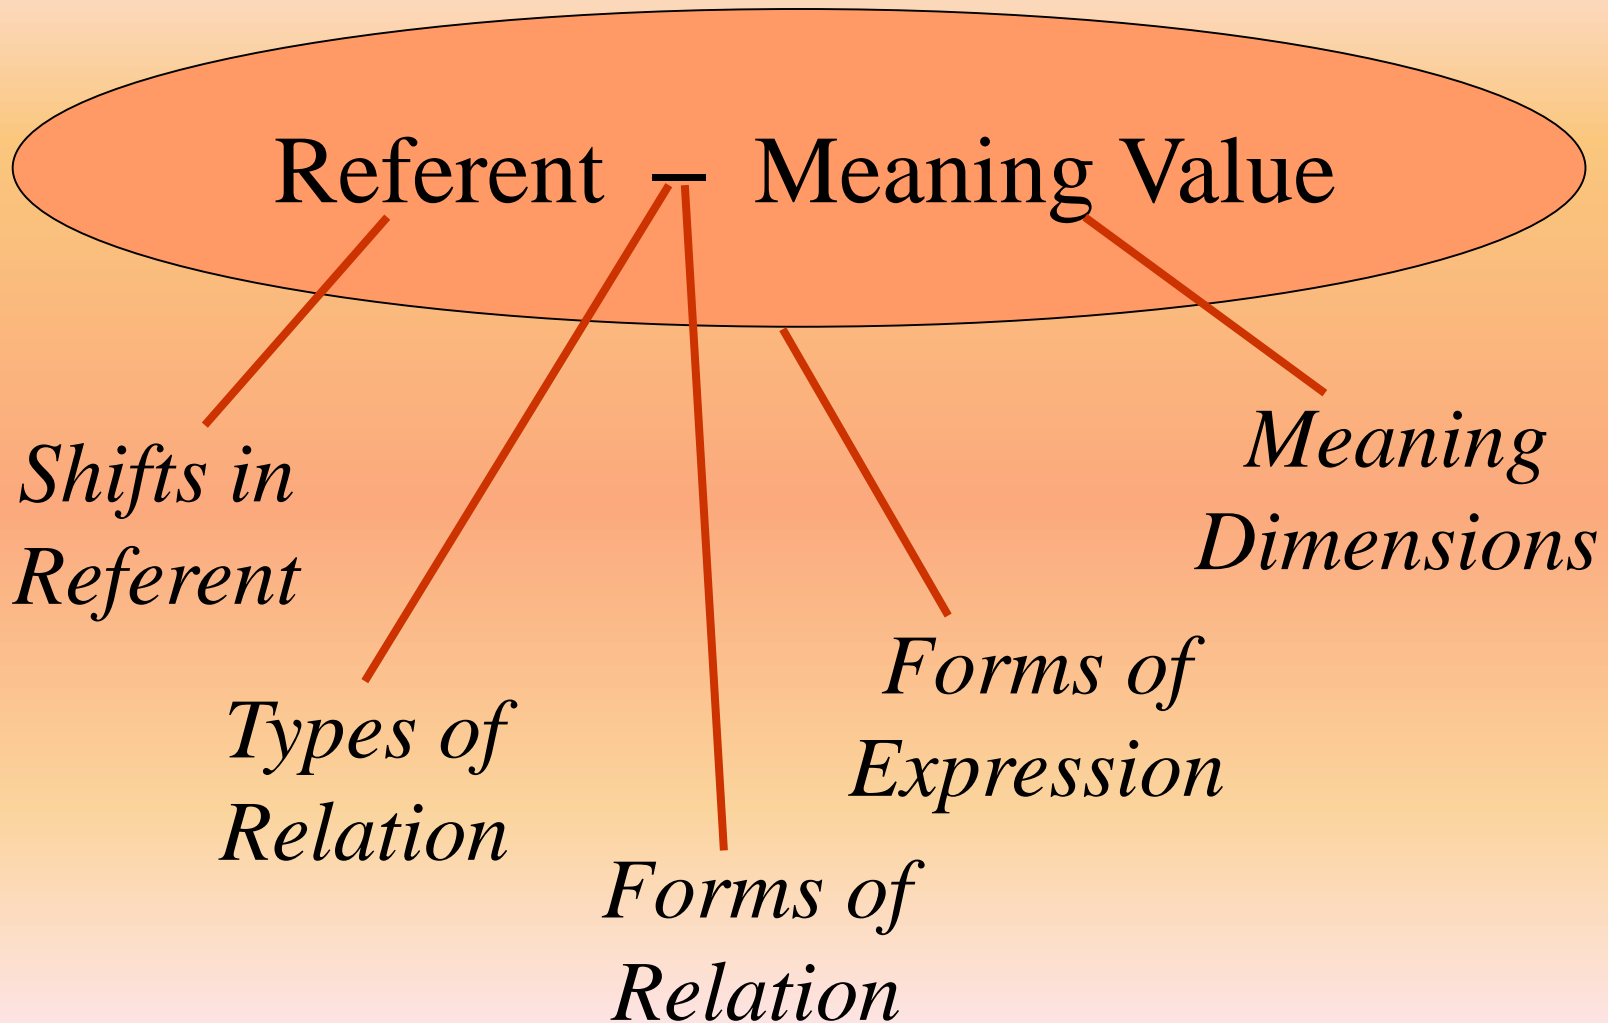 Referent – Meaning Value
Shifts in
Referent
Types of
Relation
Forms of
Relation
Forms of
Expression
Meaning
Dimensions